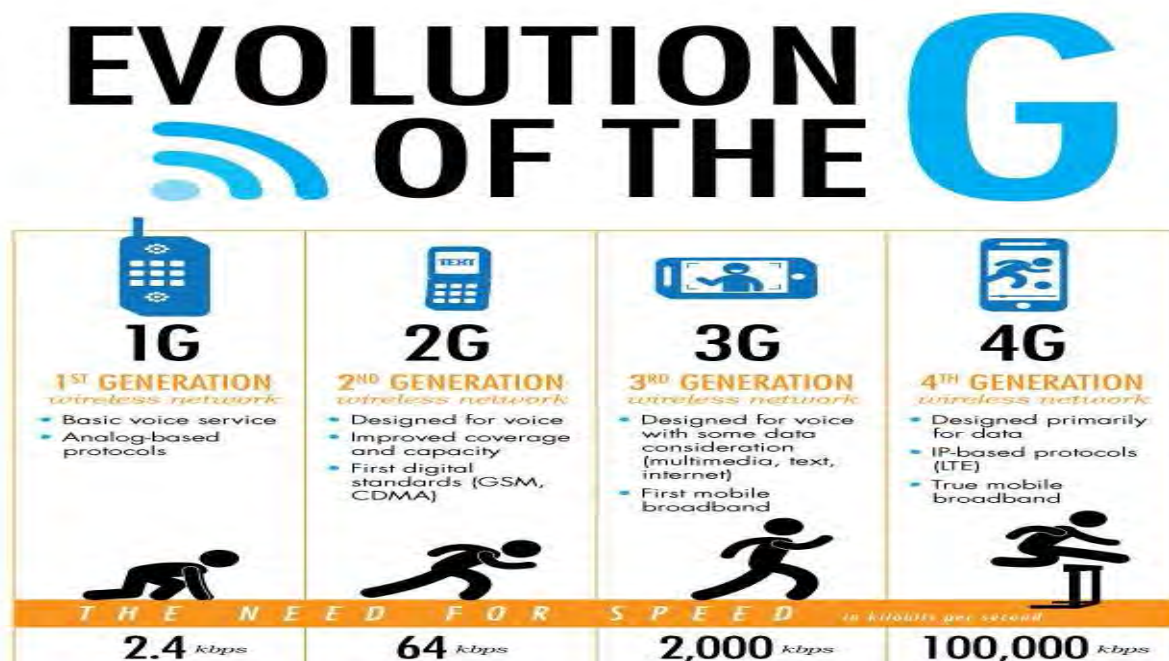 EVOLUTION
OF THE
G
TEXT
1G
1ST GENERATION
wireless network
• Basic voice service
• Analog-based
protocols
2G
2ND GENERATION
wireless network
• Designed for voice
• Improved coverage
and capacity
• First digital
standards (GSM,
CDMA)
3G
3RD GENERATION
wireless network
• Designed for voice
with some data
consideration
(multimedia, text,
internet)
• First mobile
broadband
4G
4TH GENERATION
wireless network
• Designed primarily
for data
• IP-based protocols
(LTE)
• True mobile
broadband
THE NEED FOR SPEED in kilobits per second
2.4 kbps
64 kbps
2,000 kbps
100,000 kbps